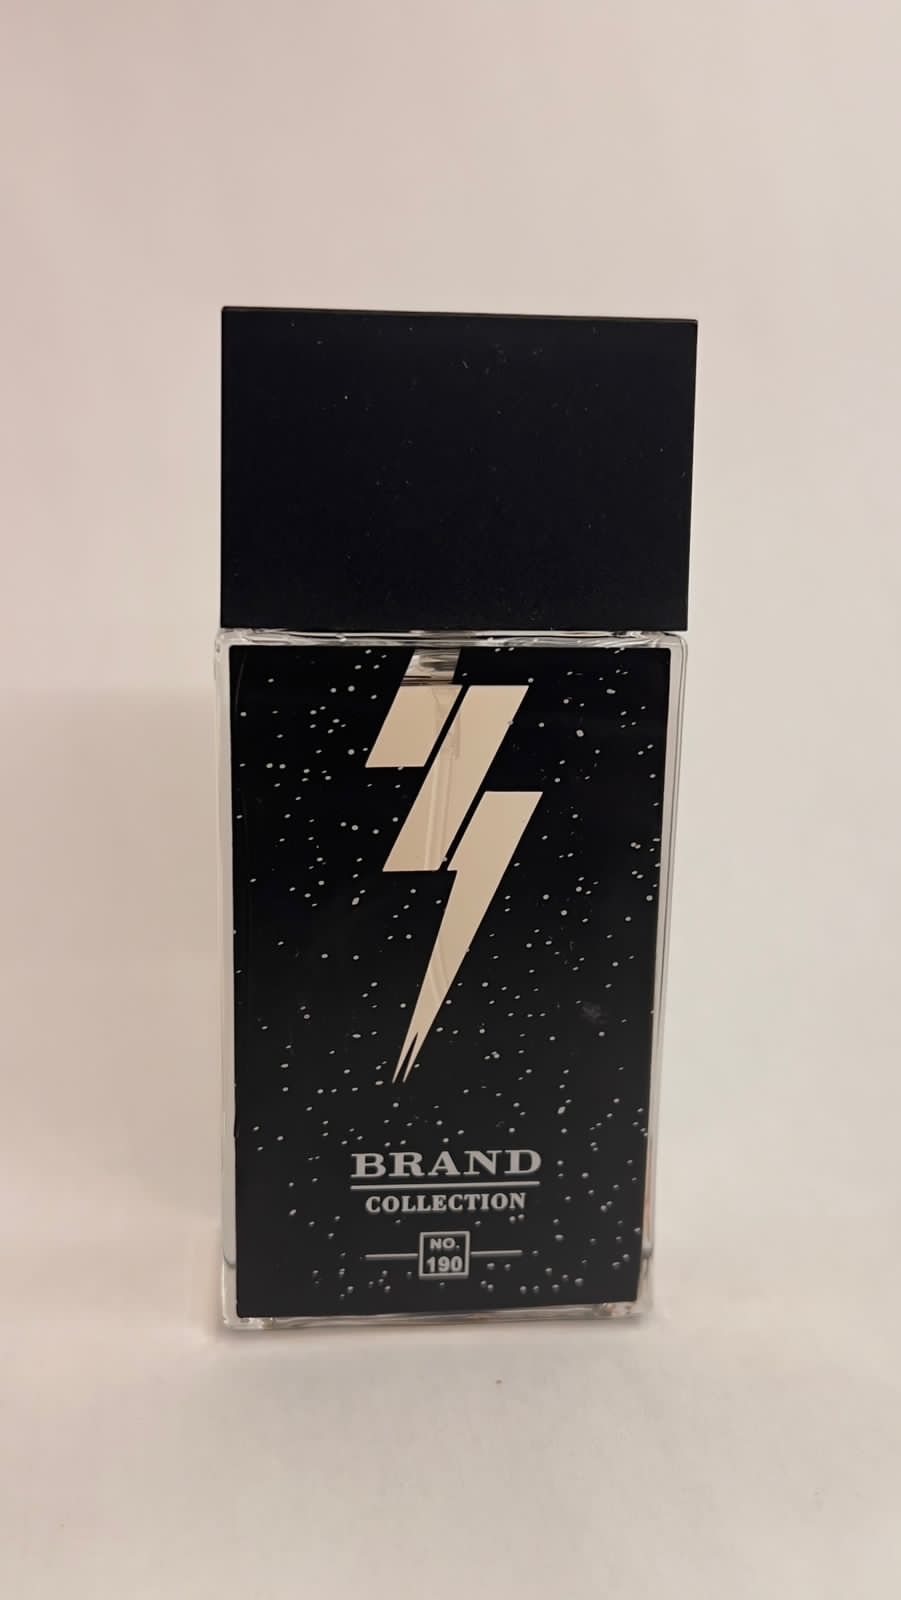 BRAND
COLLECTION
NO.
190